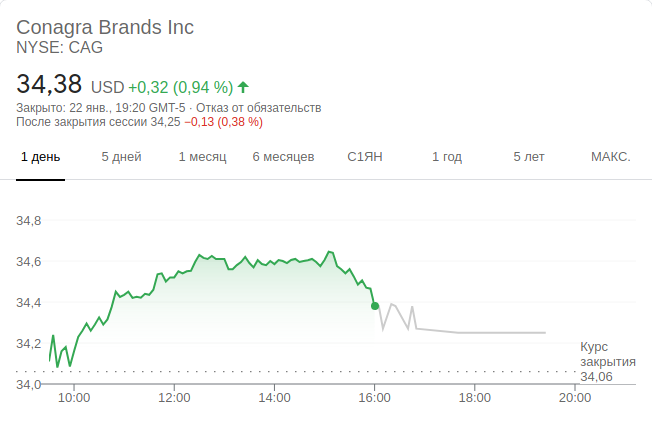 Conagra Brands Inc
NYSE: CAG
34,38 USD +0,32 (0,94 %)
Закрыто: 22 янв., 19:20 GMT-5 · Отказ от обязательств
После закрытия сессии 34,25 −0,13 (0,38 %)
1 день 5 дней 1 месяц 6 месяцев С1ЯН 1 год 5 лет МАКС.
34,8
34,6
34,4
34,2
Курс
закрытия
34,06
34,0
10:00 12:00 14:00 16:00 18:00 20:00